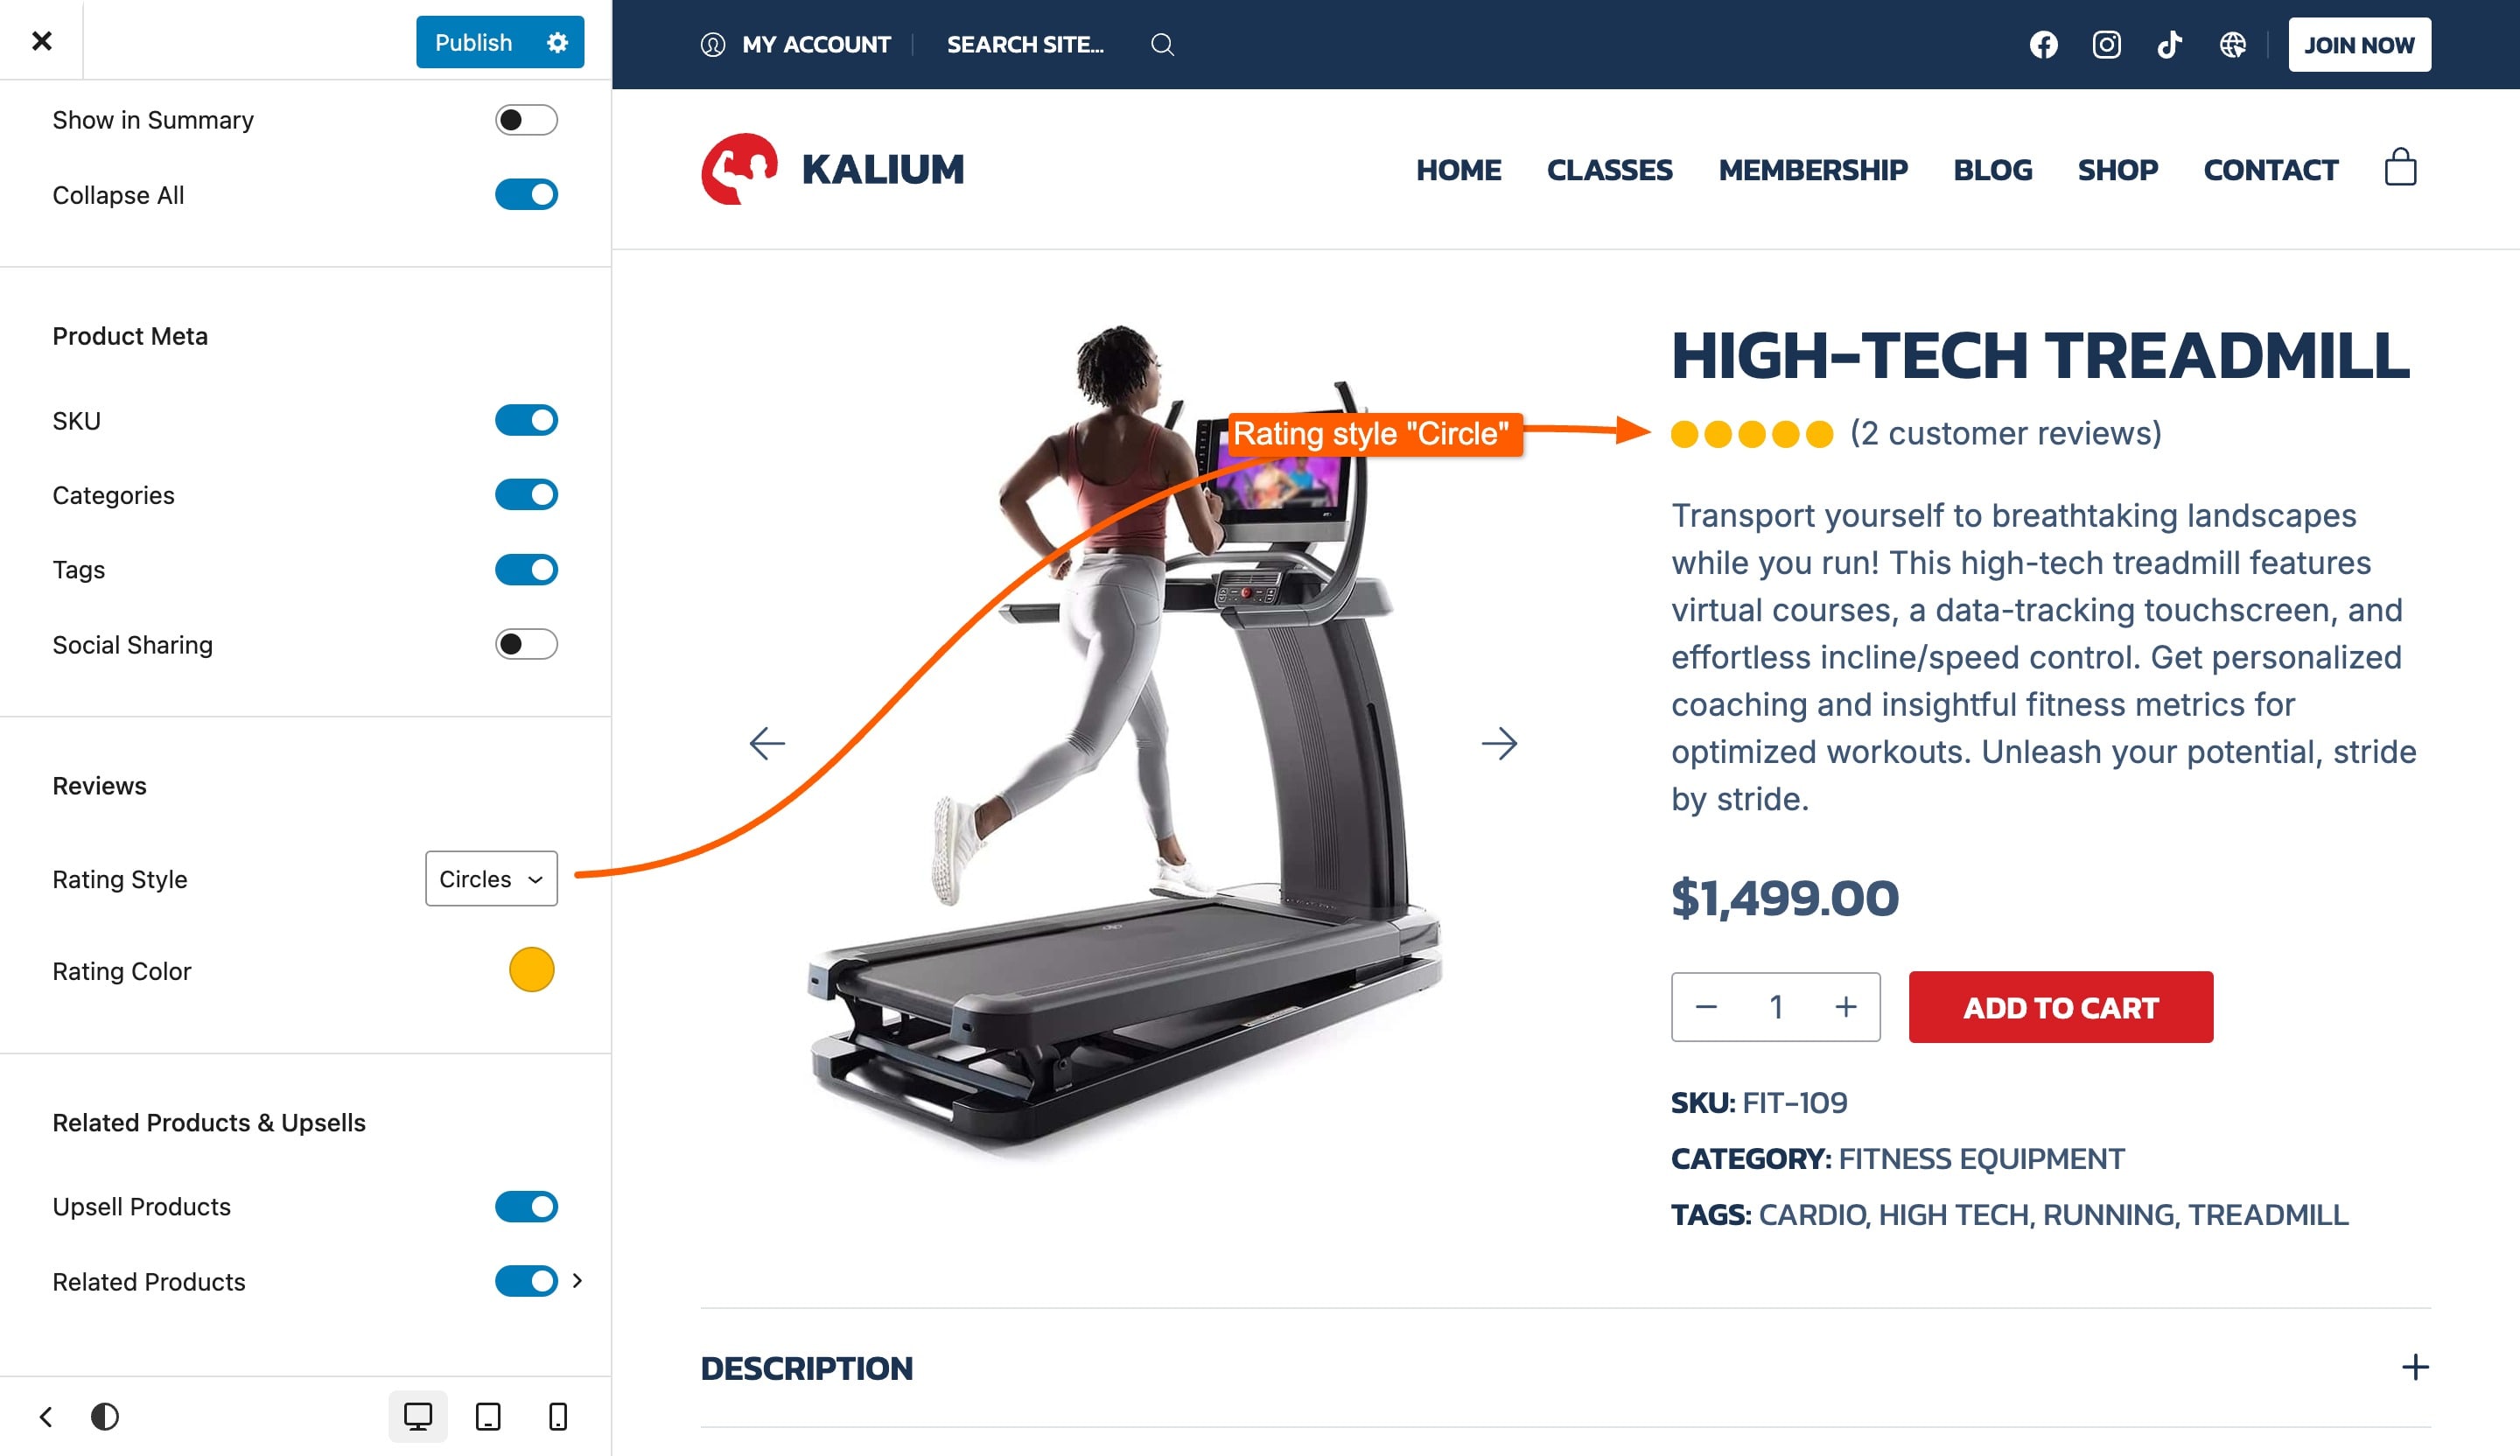 Publish
Show in Summary
Collapse All
Product Meta
SKU
Categories
Tags
Social Sharing
Reviews
Rating Style
Circles
Rating Color
Related Products & Upsells
Upsell Products
Related Products
MY ACCOUNT
SEARCH SITE...
JOIN NOW
KALIUM
HOME
CLASSES
MEMBERSHIP
BLOG
SHOP
CONTACT
Rating style "Circle"
HIGH-TECH TREADMILL
(2 customer reviews)
Transport yourself to breathtaking landscapes
while you run! This high-tech treadmill features
virtual courses, a data-tracking touchscreen, and
effortless incline/speed control. Get personalized
coaching and insightful fitness metrics for
optimized workouts. Unleash your potential, stride
by stride.
$1,499.00
1
ADD TO CART
SKU: FIT-109
CATEGORY: FITNESS EQUIPMENT
TAGS: CARDIO, HIGH TECH, RUNNING, TREADMILL
DESCRIPTION